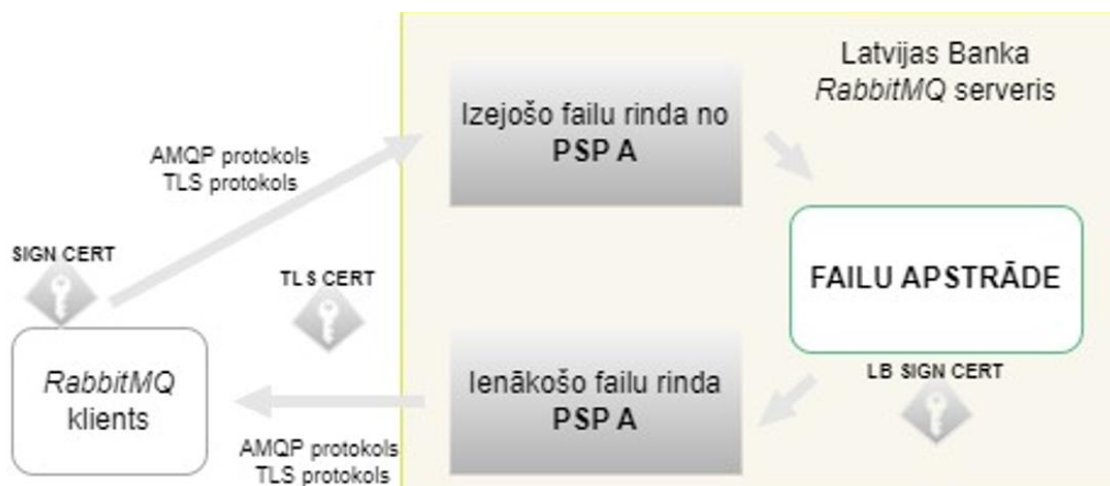 Latvijas Banka
RabbitMQ serveris
Izejošo failu rinda no
PSP A
AMQP protokols
TLS protokols
SIGN CERT
TLS CERT
FAILU APSTRĀDE
RabbitMQ
klients
Ienākošo failu rinda
PSP A
LB SIGN CERT
AMQP protokols
TLS protokols